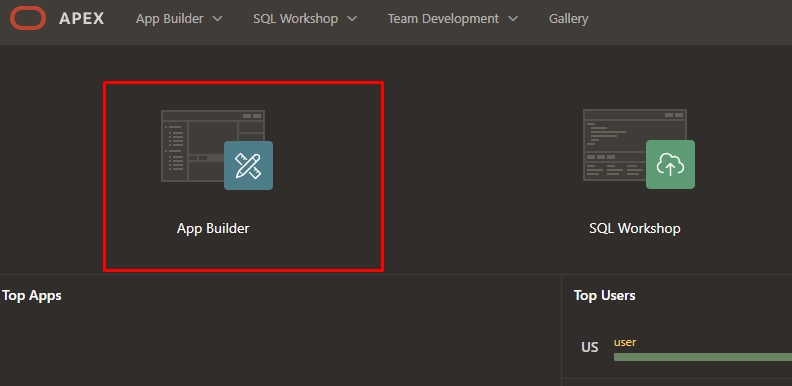 APEX App Builder SQL Workshop Team Development Gallery
App Builder
SQL Workshop
Top Apps
Top Users
US
user